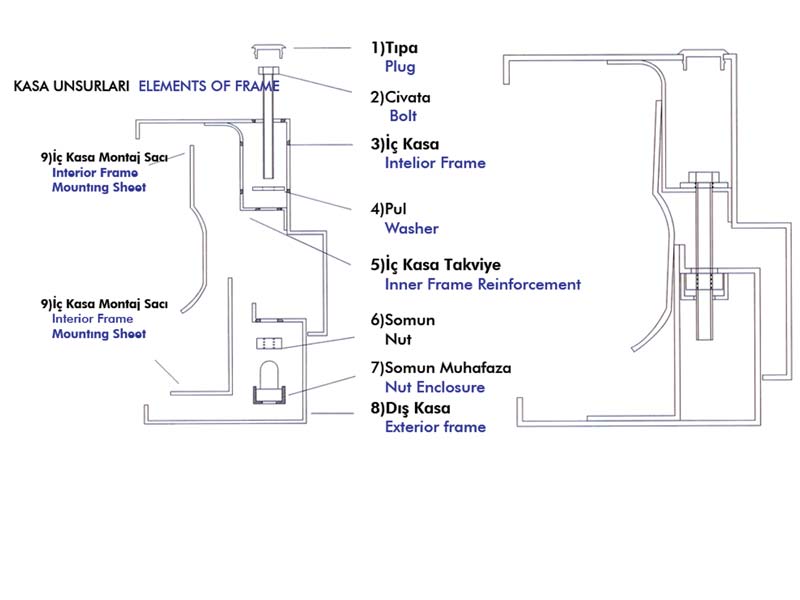 KASA UNSURLARI ELEMENTS OF FRAME
1)Tıpa
Plug
2)Civata
Bolt
3)İç Kasa
Intelior Frame
4)Pul
Washer
5)İç Kasa Takviye
Inner Frame Reinforcement
6)Somun
Nut
7)Somun Muhafaza
Nut Enclosure
8)Dış Kasa
Exterior frame
9)İç Kasa Montaj Sacı
Interior Frame
Mountıng Sheet
9)İç Kasa Montaj Sacı
Interior Frame
Mountıng Sheet